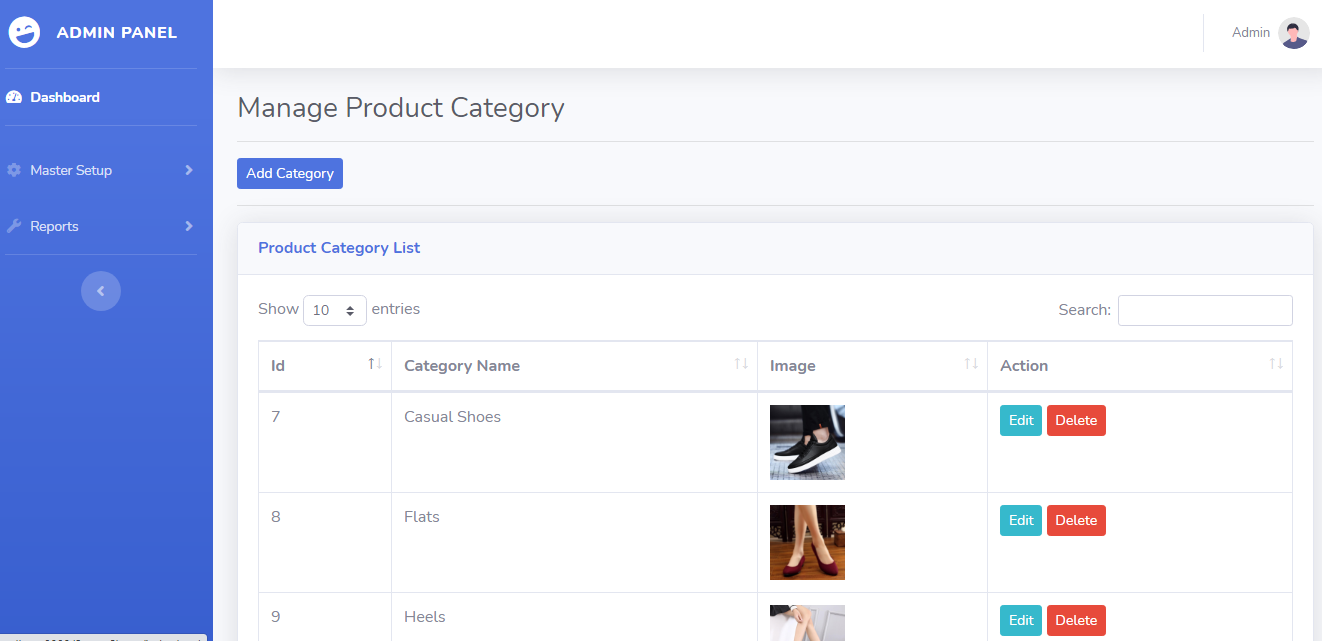 ADMIN PANEL
Admin
Dashboard
Manage Product Category
Master Setup
Add Category
Reports
Product Category List
Show 10 entries
Search:
Id Category Name Image Action
7 Casual Shoes Edit Delete
8 Flats Edit Delete
9 Heels Edit Delete